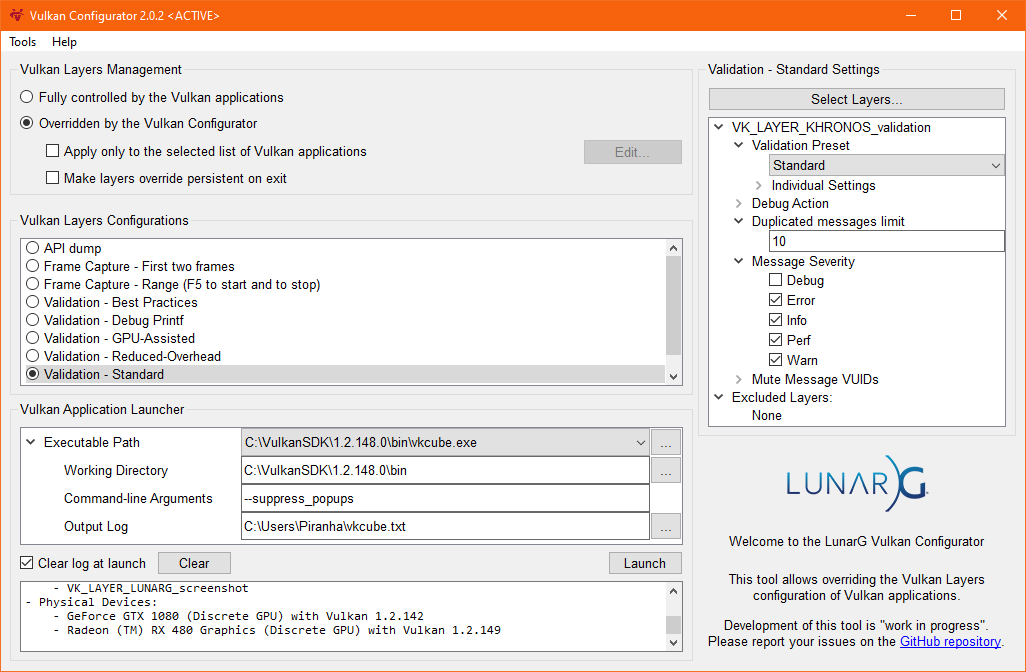 Vulkan Configurator 2.0.2 <ACTIVE>
Tools Help
Vulkan Layers Management
Fully controlled by the Vulkan applications
Overridden by the Vulkan Configurator
Apply only to the selected list of Vulkan applications
Edit...
Make layers override persistent on exit
Vulkan Layers Configurations
API dump
Frame Capture - First two frames
Frame Capture - Range (F5 to start and to stop)
Validation - Best Practices
Validation - Debug Printf
Validation - GPU-Assisted
Validation - Reduced-Overhead
Validation - Standard
Vulkan Application Launcher
Executable Path C:\VulkanSDK\1.2.148.0\bin\vkcube.exe ...
Working Directory C:\VulkanSDK\1.2.148.0\bin ...
Command-line Arguments --suppress_popups
Output Log C:\Users\Piranha\vkcube.txt ...
Clear log at launch Clear Launch
- VK_LAYER_LUNARG_screenshot
- Physical Devices:
- GeForce GTX 1080 (Discrete GPU) with Vulkan 1.2.142
- Radeon (TM) RX 480 Graphics (Discrete GPU) with Vulkan 1.2.149
Validation - Standard Settings
Select Layers...
VK_LAYER_KHRONOS_validation
Validation Preset
Standard
Individual Settings
Debug Action
Duplicated messages limit
10
Message Severity
Debug
Error
Info
Perf
Warn
Mute Message VUIDs
Excluded Layers:
None
LUNARG
Welcome to the LunarG Vulkan Configurator
This tool allows overriding the Vulkan Layers
configuration of Vulkan applications.
Development of this tool is "work in progress".
Please report your issues on the GitHub repository.